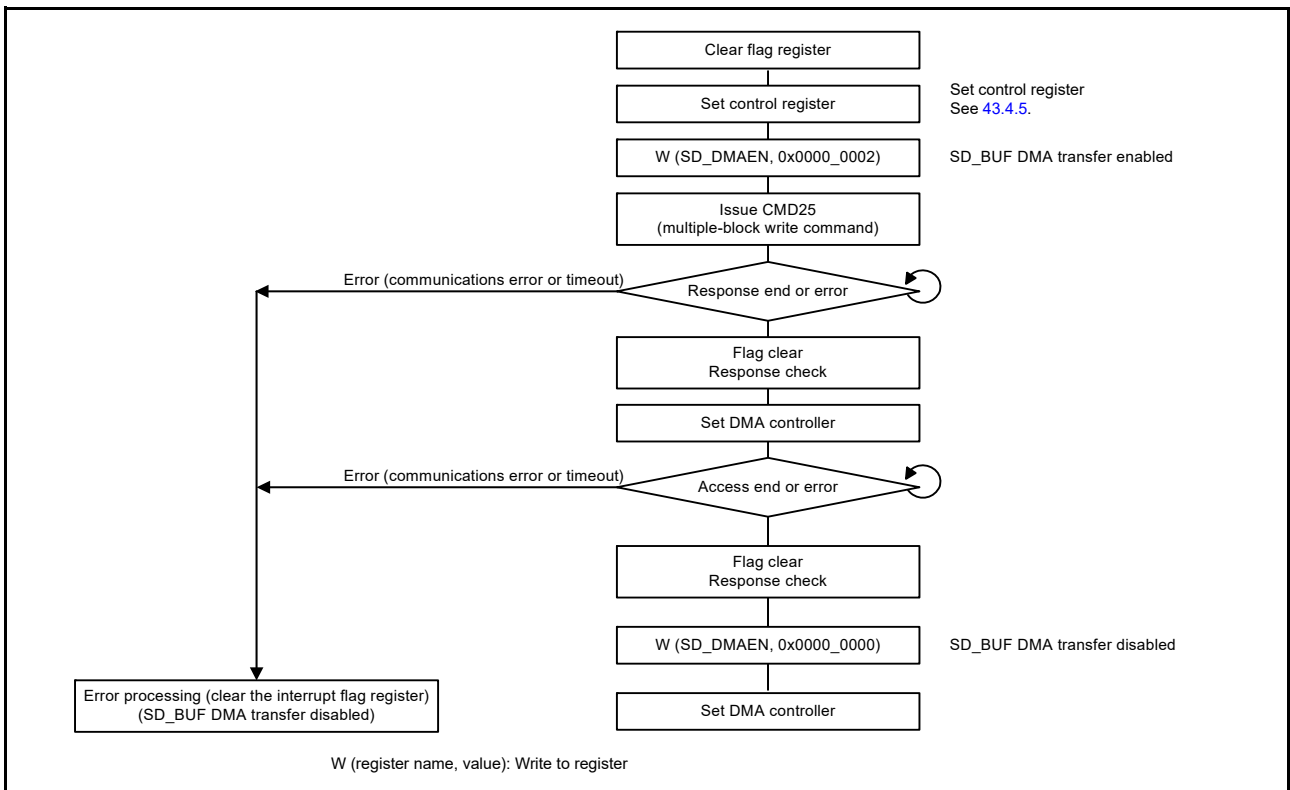 Clear flag register
Set control register
Set control register
See 43.4.5.
W (SD_DMAEN, 0x0000_0002)
SD_BUF DMA transfer enabled
Issue CMD25
(multiple-block write command)
Error (communications error or timeout)
Response end or error
Flag clear
Response check
Set DMA controller
Error (communications error or timeout)
Access end or error
Flag clear
Response check
W (SD_DMAEN, 0x0000_0000)
SD_BUF DMA transfer disabled
Error processing (clear the interrupt flag register)
(SD_BUF DMA transfer disabled)
Set DMA controller
W (register name, value): Write to register